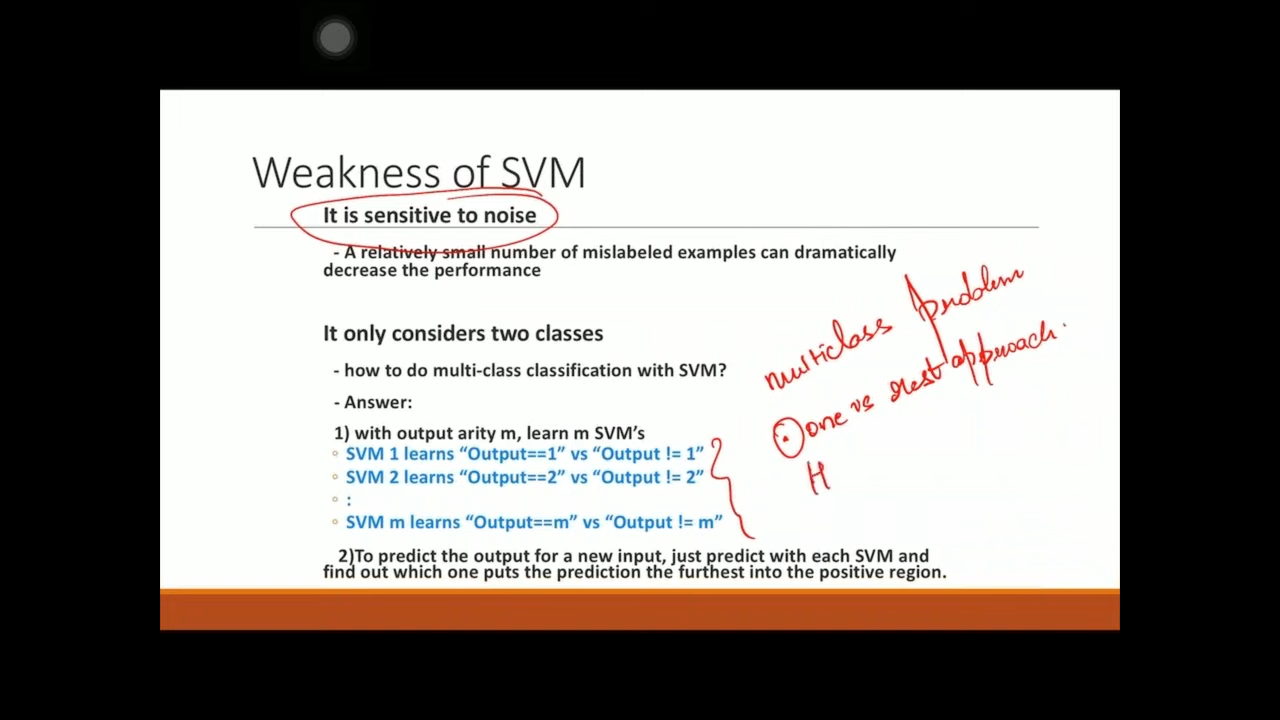 Weakness of SVM
It is sensitive to noise
- A relatively small number of mislabeled examples can dramatically
decrease the performance
It only considers two classes
- how to do multi-class classification with SVM?
- Answer:
1) with output arity m, learn m SVM’s
SVM 1 learns “Output==1” vs “Output != 1”
SVM 2 learns “Output==2” vs “Output != 2”
:
SVM m learns “Output==m” vs “Output != m”
2)To predict the output for a new input, just predict with each SVM and
find out which one puts the prediction the furthest into the positive region.
multiclass problem
one vs rest approach.
H